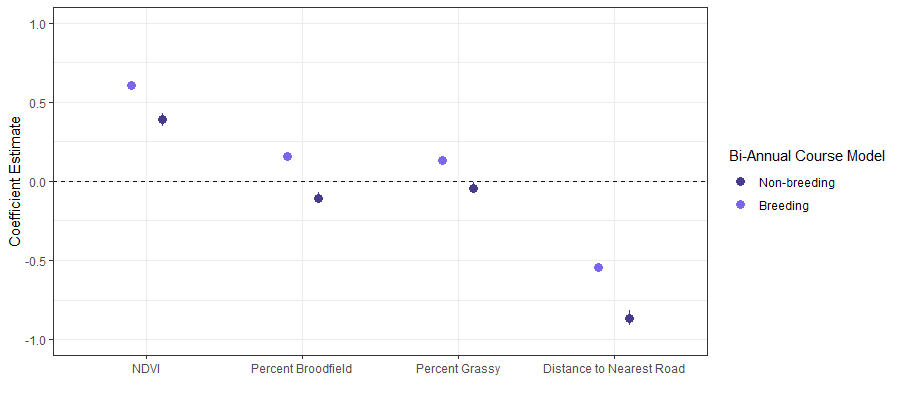 1.0
0.5
0.0
-0.5
-1.0
Coefficient Estimate
NDVI
Percent Broodfield
Percent Grassy
Distance to Nearest Road
Bi-Annual Course Model
Non-breeding
Breeding